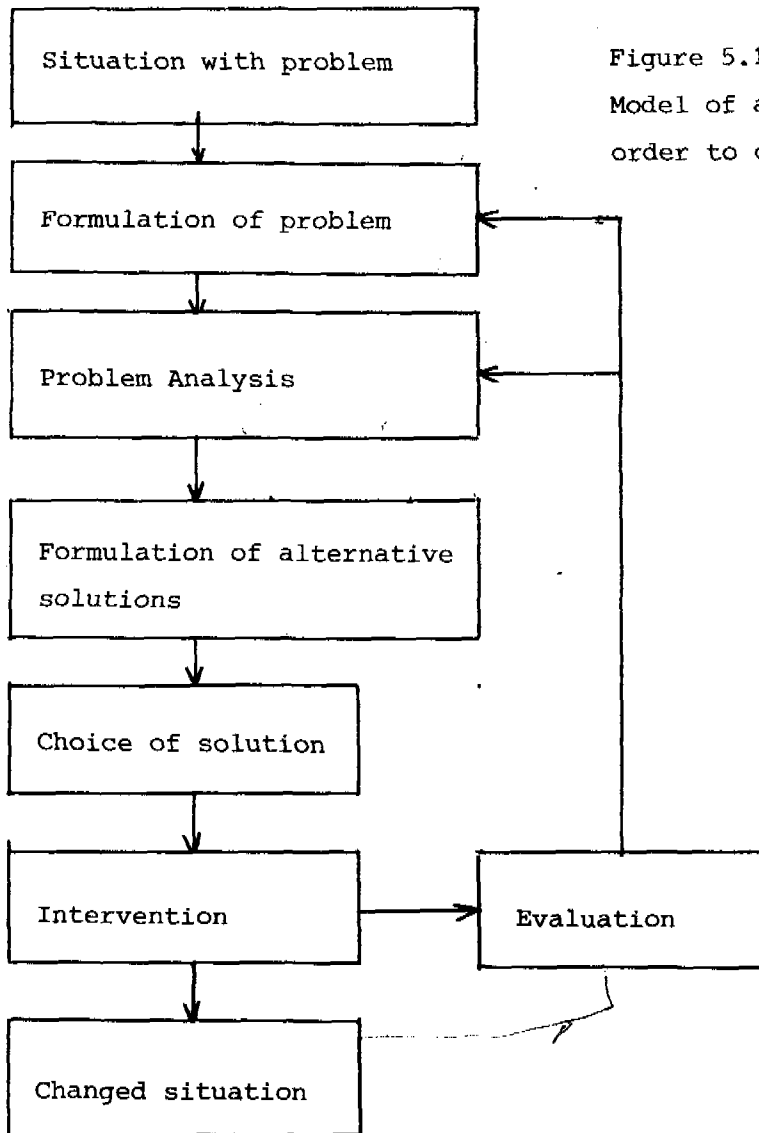 Situation with problem
Figure 5.1
Model of a
order to
Formulation of problem
Problem Analysis
Formulation of alternative
solutions
Choice of solution
Intervention
Evaluation
Changed situation